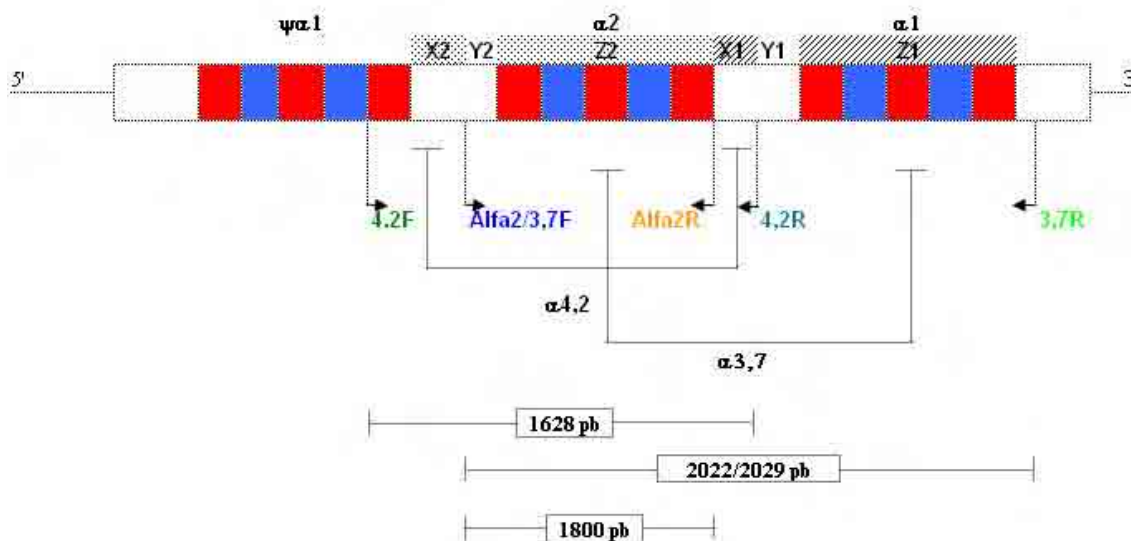 ψα1 α2 α1
X2 Y2 Z2 X1 Y1 Z1
5' 3'
4.2F Alfa2/3,7F Alfa2R 4,2R 3,7R
α4,2
α3,7
1628 pb
2022/2029 pb
1800 pb